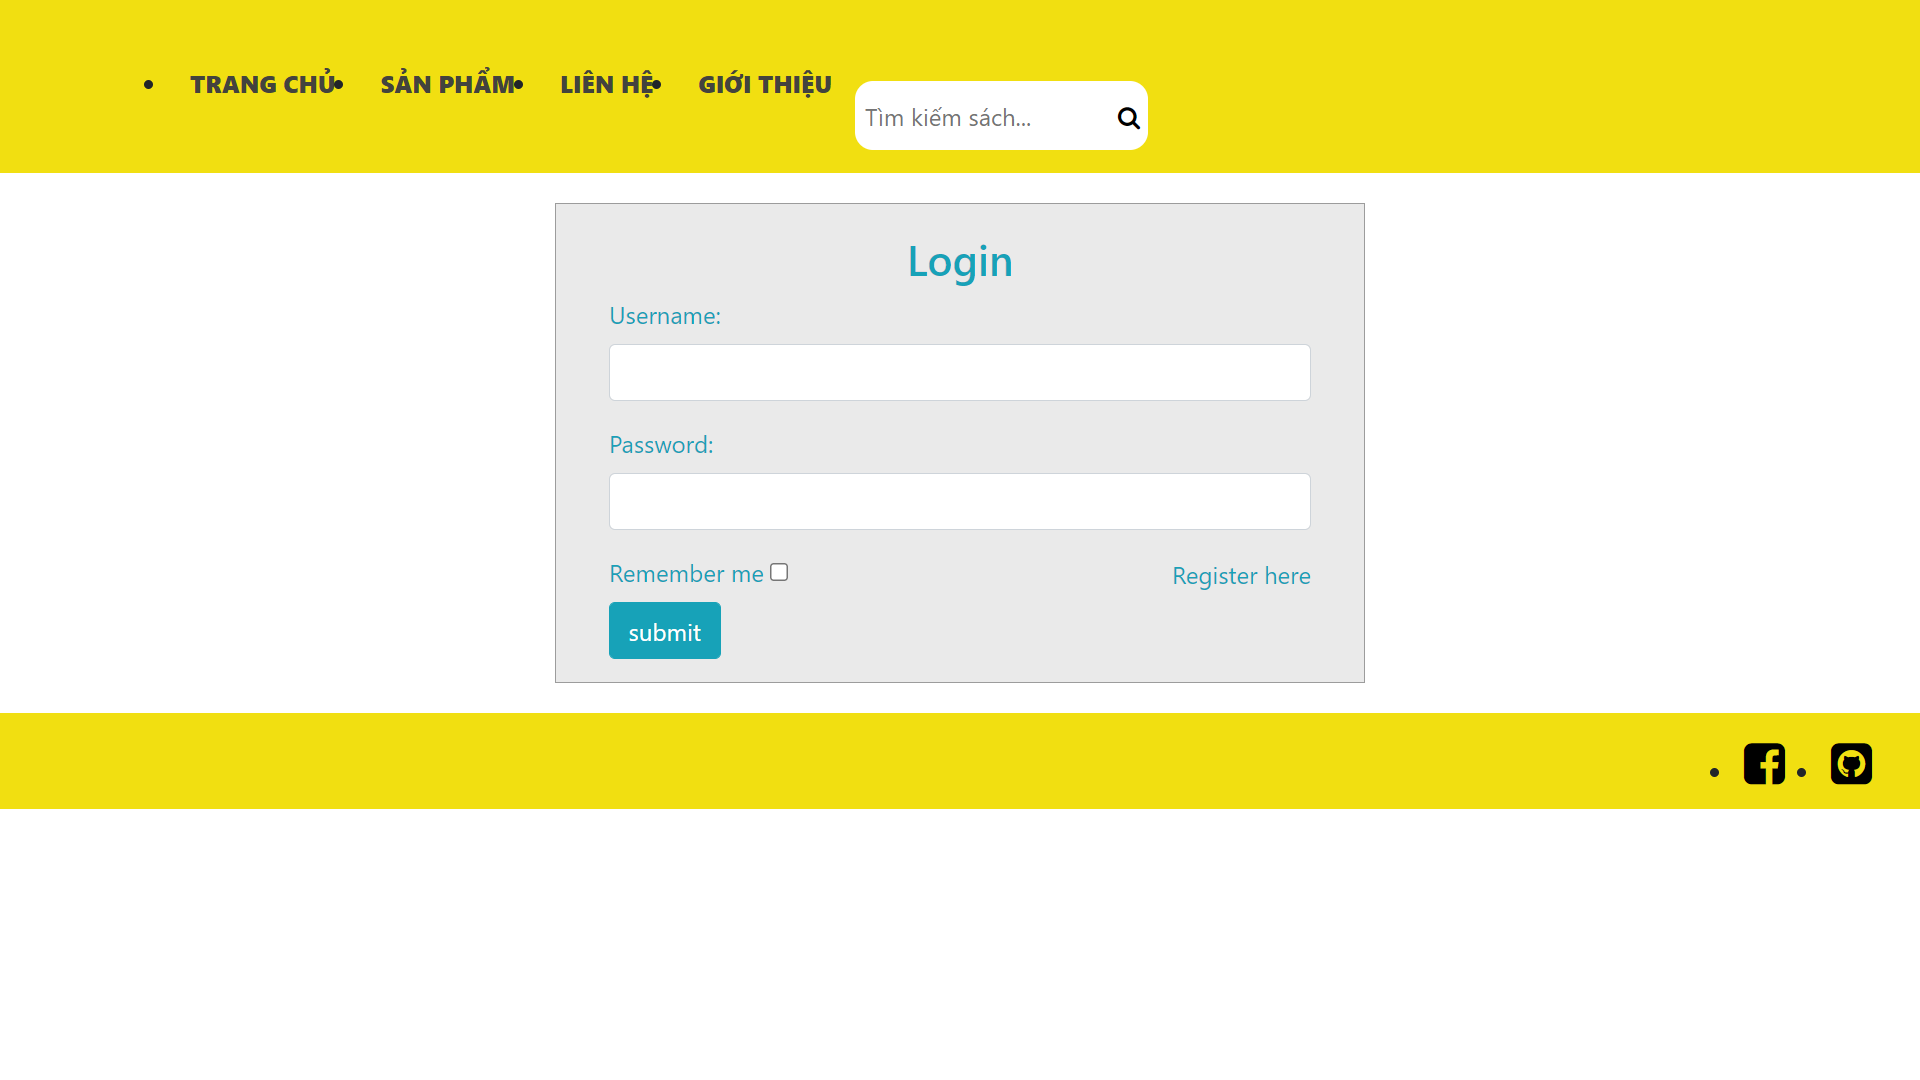 TRANG CHỦ SẢN PHẨM LIÊN HỆ GIỚI THIỆU
Tìm kiếm sách...
Login
Username:
Password:
Remember me Register here
submit